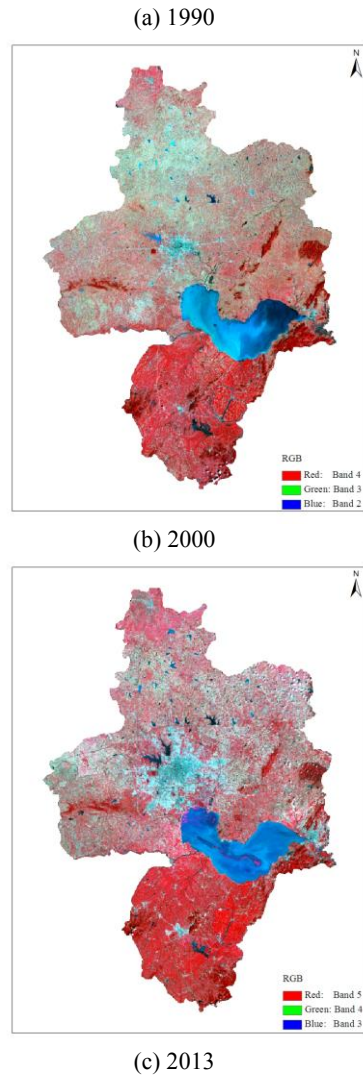 (a) 1990
N
RGB
Red: Band 4
Green: Band 3
Blue: Band 2
(b) 2000
N
RGB
Red: Band 5
Green: Band 4
Blue: Band 3
(c) 2013